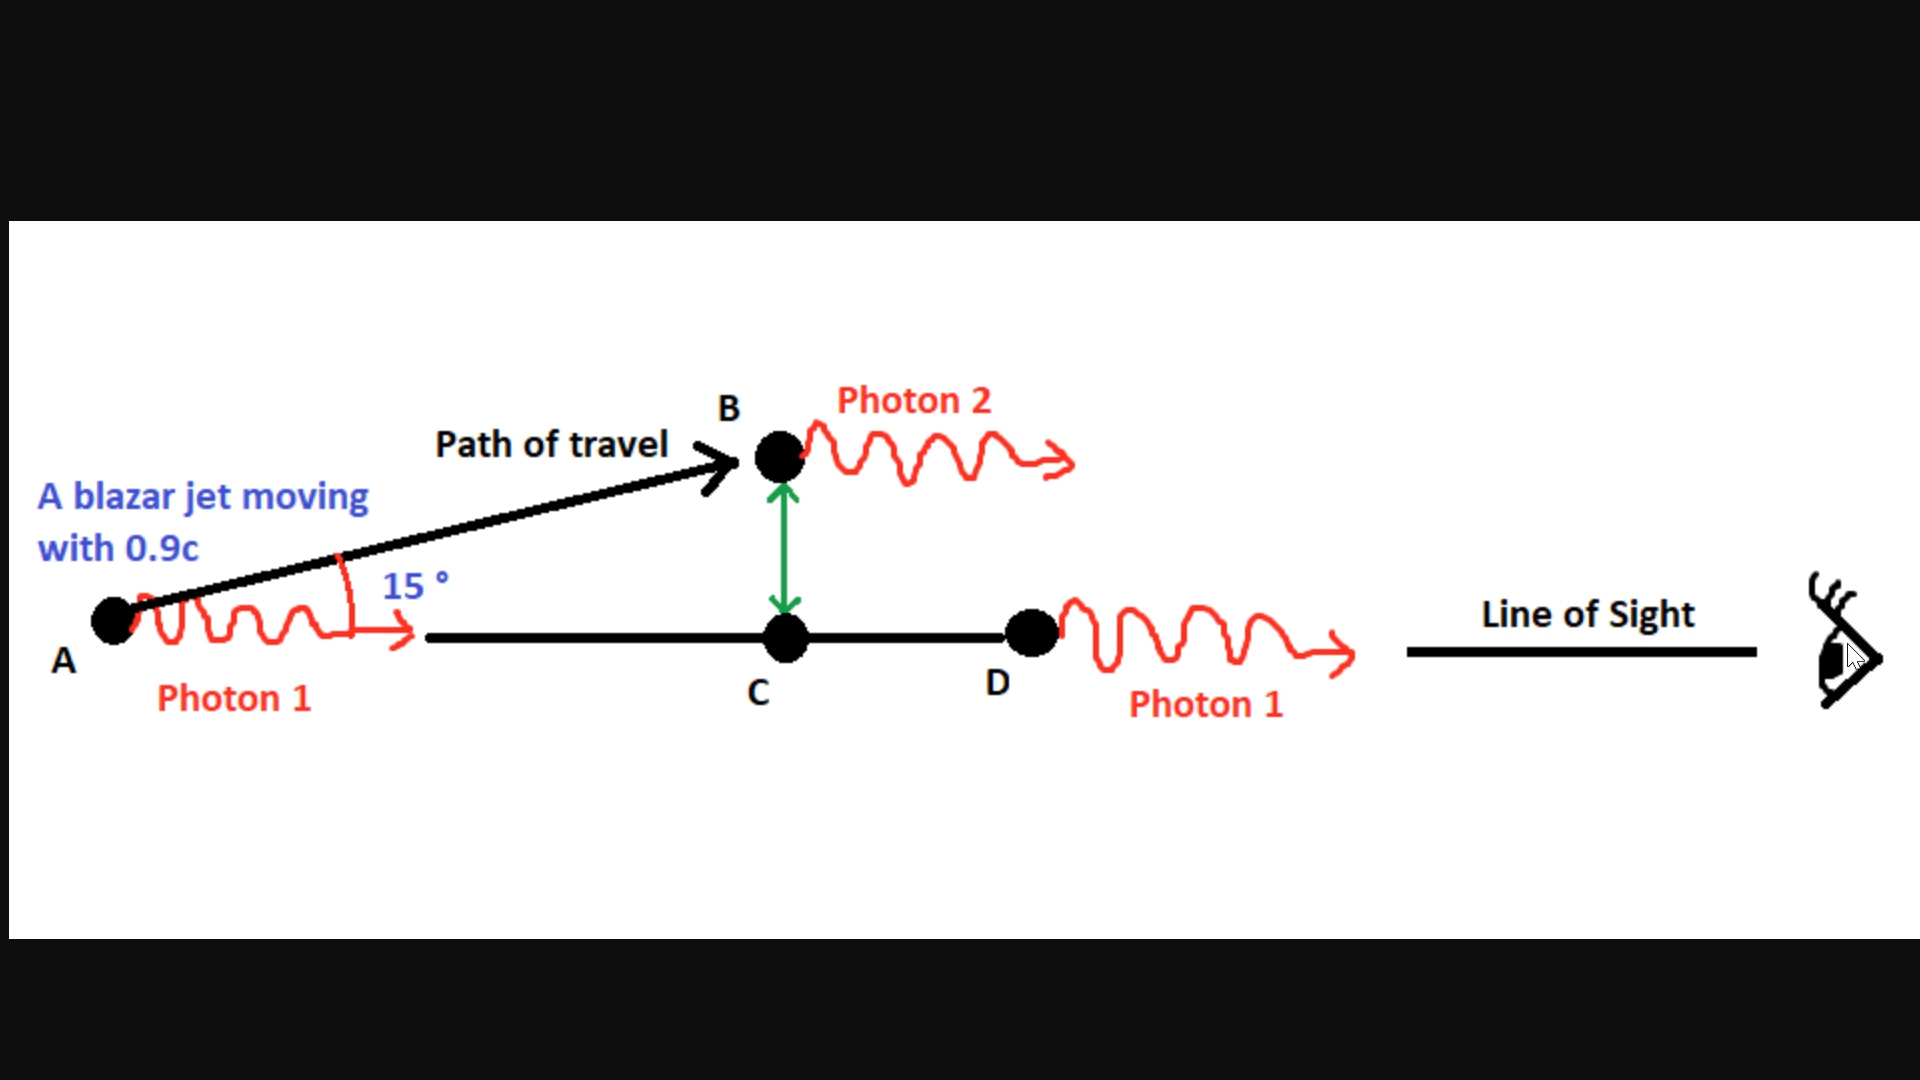 B
Photon 2
Path of travel
A blazar jet moving
with 0.9c
15 °
A
Photon 1
C
D
Photon 1
Line of Sight